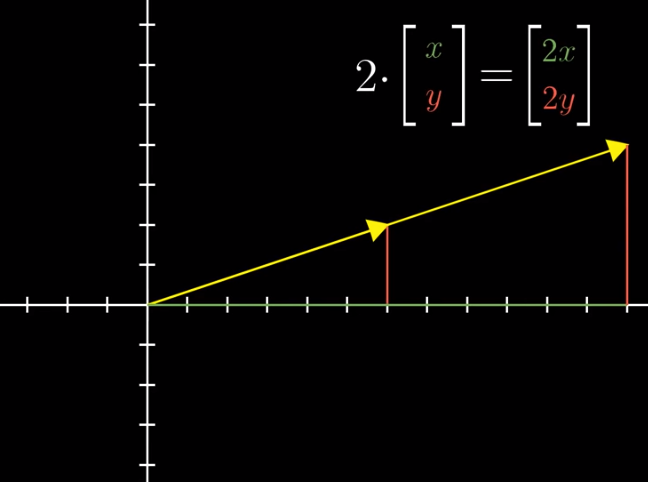 2· [x y] = [2x 2y]